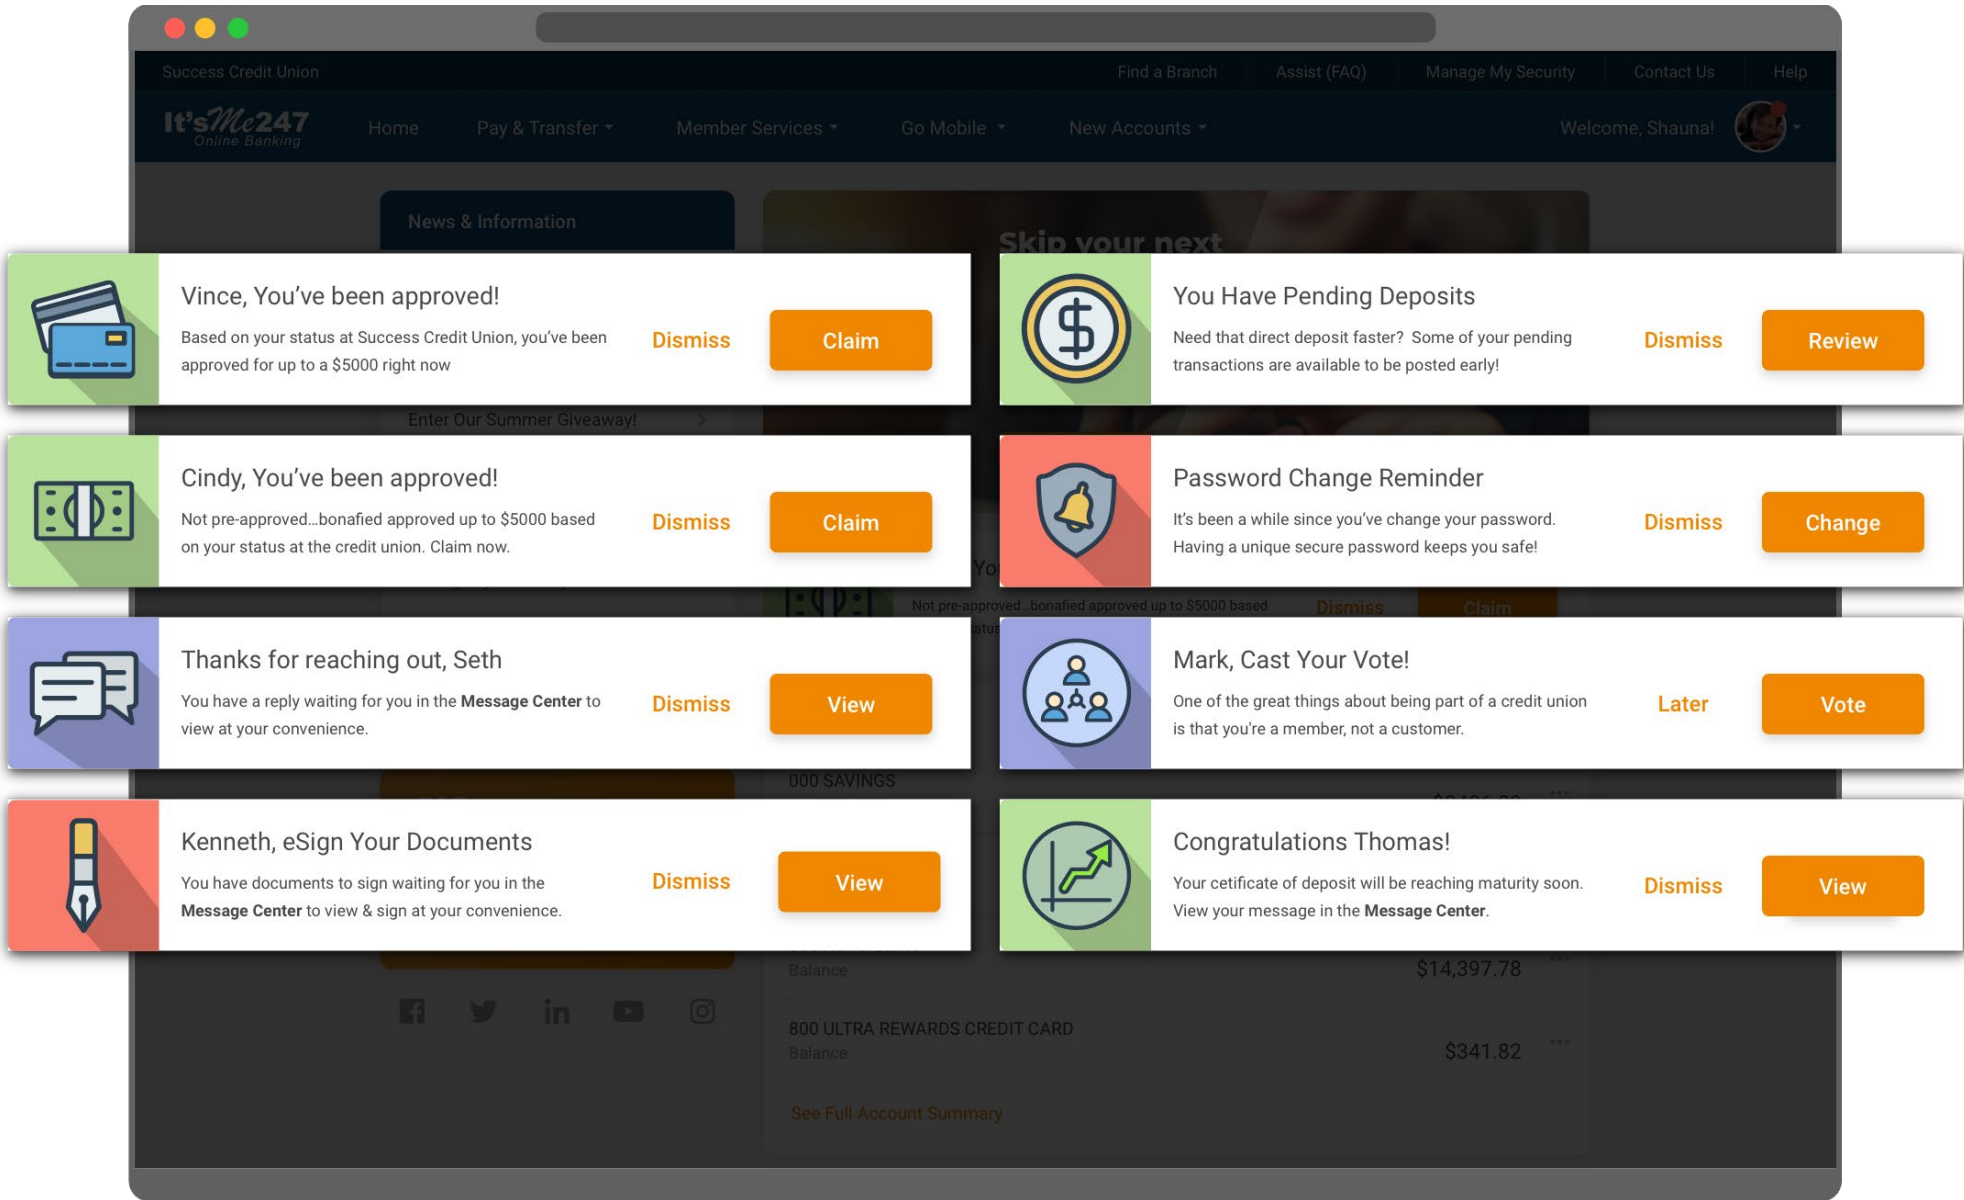 Success Credit Union
Find a Branch
Assist (FAQ)
Manage My Security
Contact Us
Help
It'sMe247
Online Banking
Home
Pay & Transfer
Member Services
Go Mobile
New Accounts
Welcome, Shauna!
News & Information
Skip your next
Vince, You've been approved!
Based on your status at Success Credit Union, you've been
approved for up to a $5000 right now
Dismiss
Claim
You Have Pending Deposits
Need that direct deposit faster? Some of your pending
transactions are available to be posted early!
Dismiss
Review
Enter Our Summer Giveaway!
Cindy, You've been approved!
Not pre-approved...bonafied approved up to $5000 based
on your status at the credit union. Claim now.
Dismiss
Claim
Password Change Reminder
It's been a while since you've change your password.
Having a unique secure password keeps you safe!
Dismiss
Change
Not pre-approved...bonafied approved up to $5000 based
Dismiss
Claim
Thanks for reaching out, Seth
You have a reply waiting for you in the Message Center to
view at your convenience.
Dismiss
View
Mark, Cast Your Vote!
One of the great things about being part of a credit union
is that you're a member, not a customer.
Later
Vote
000 SAVINGS
Kenneth, eSign Your Documents
You have documents to sign waiting for you in the
Message Center to view & sign at your convenience.
Dismiss
View
Congratulations Thomas!
Your cetificate of deposit will be reaching maturity soon.
View your message in the Message Center.
Dismiss
View
Balance
$14,397.78
800 ULTRA REWARDS CREDIT CARD
Balance
$341.82
See Full Account Summary